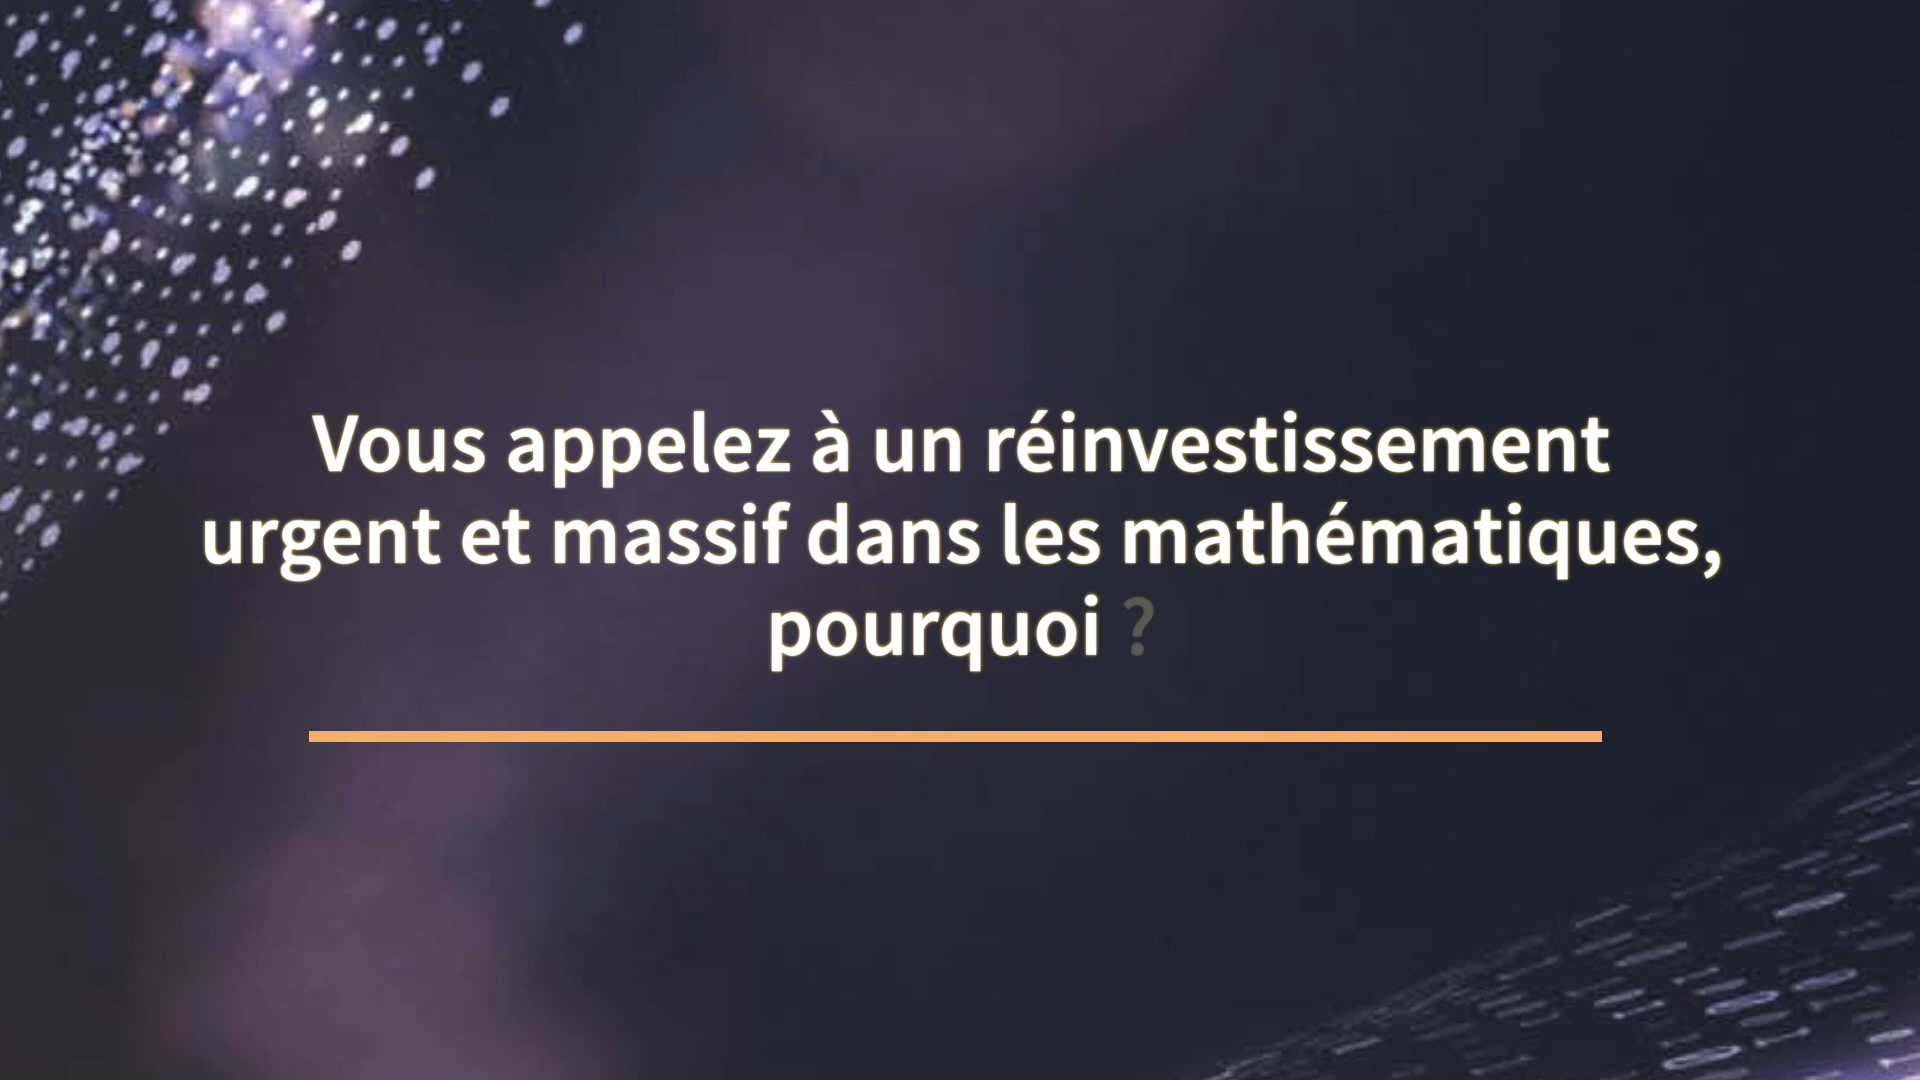 Vous appelez à un réinvestissement
urgent et massif dans les mathématiques,
pourquoi ?